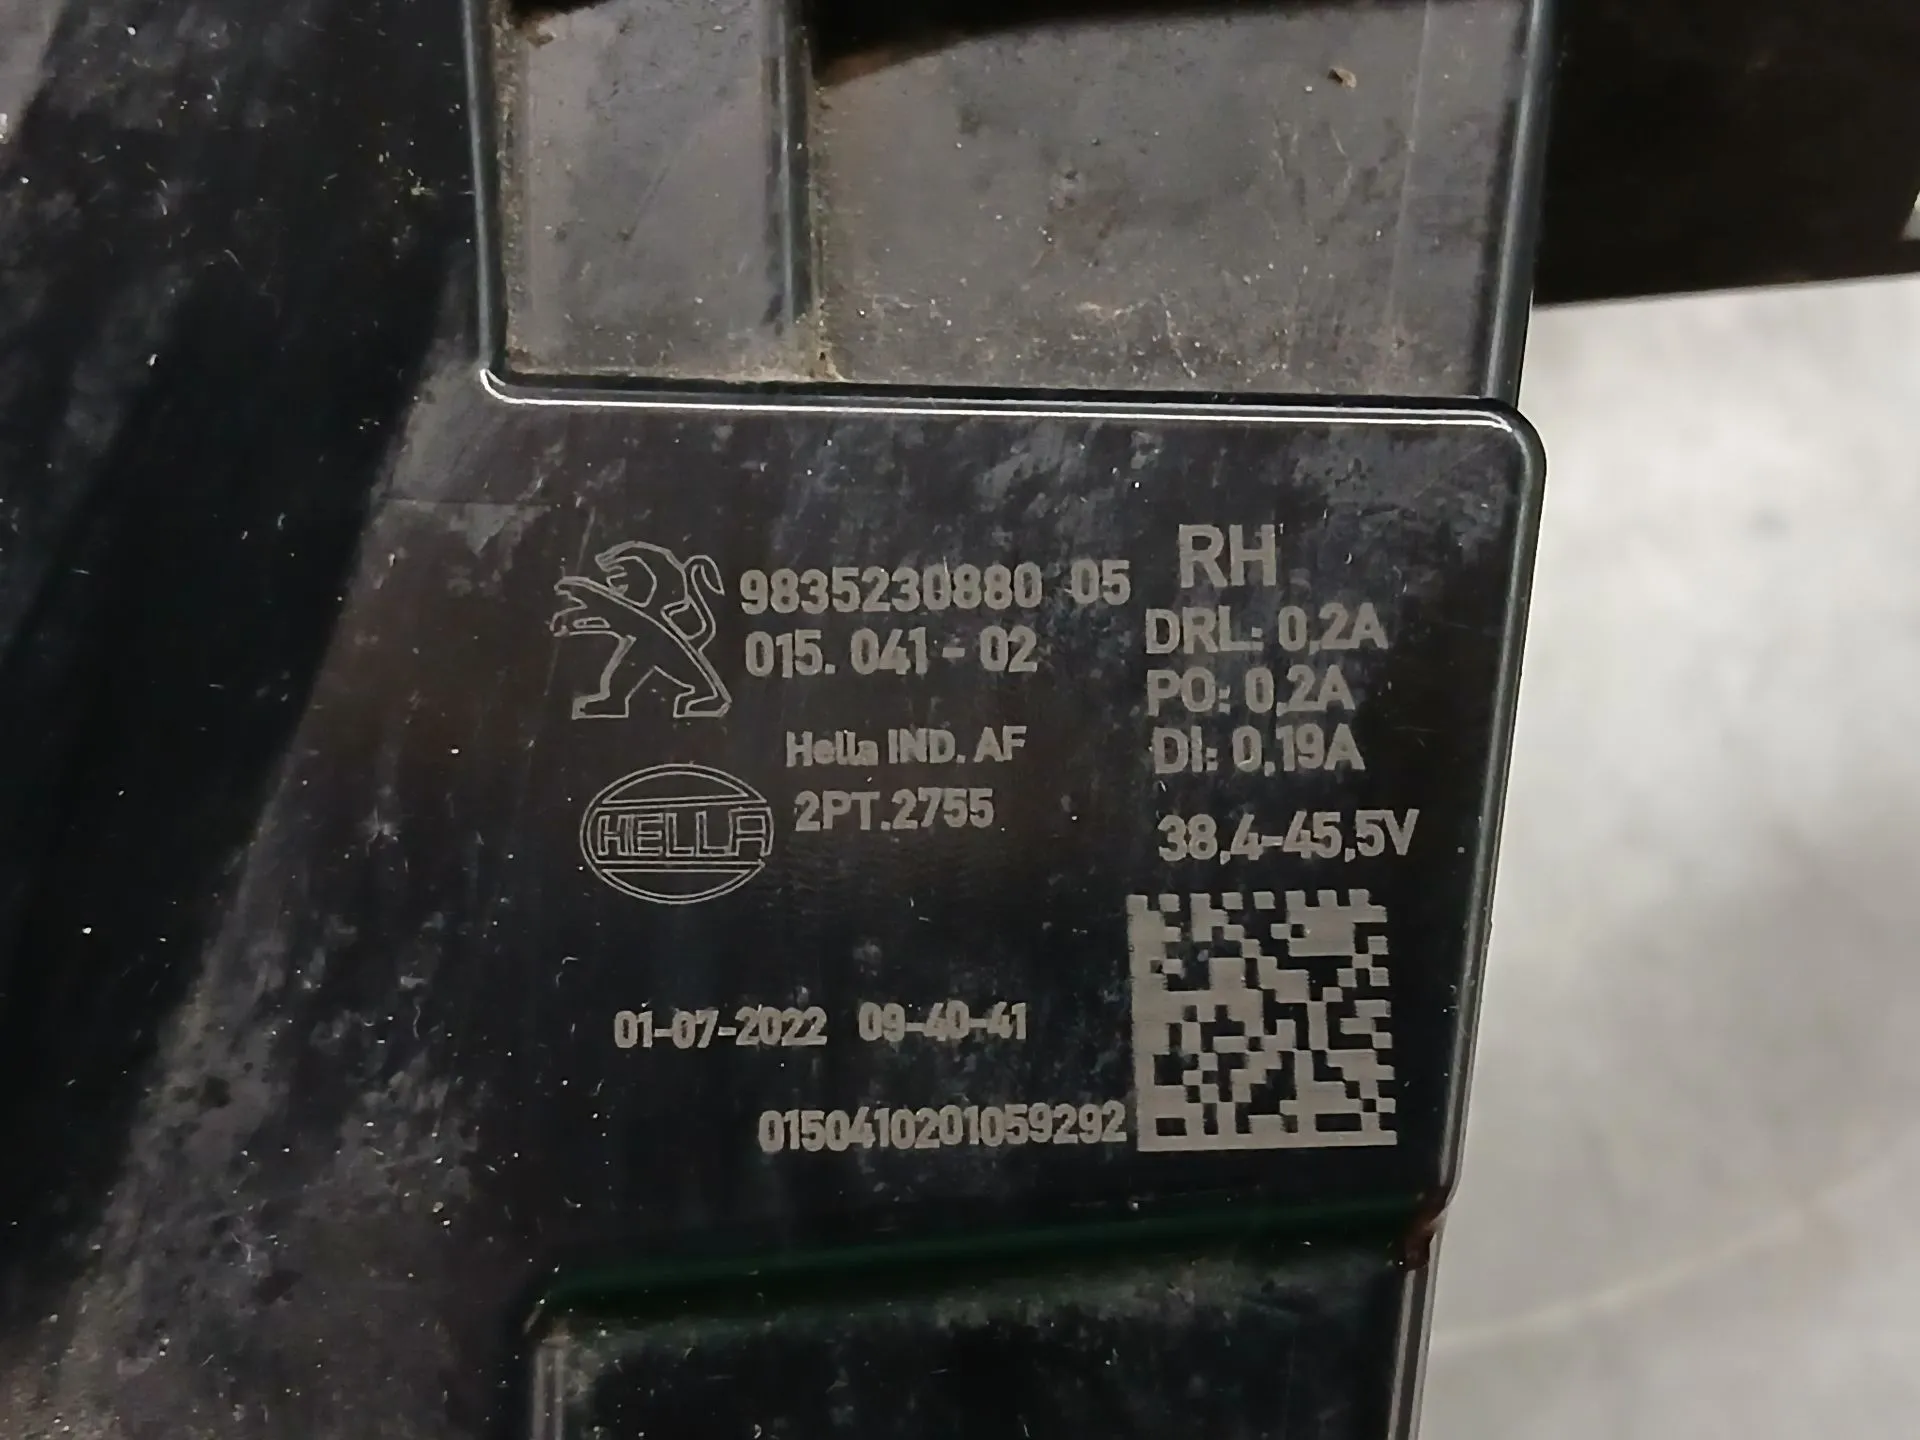 9835230880 05
015. 041 - 02
RH
DRL: 0,2A
PO: 0,2A
DI: 0,19A
38,4-45,5V
Hella IND. AF
2PT.2755
HELLA
01-07-2022 09-40-41
0150410201059292